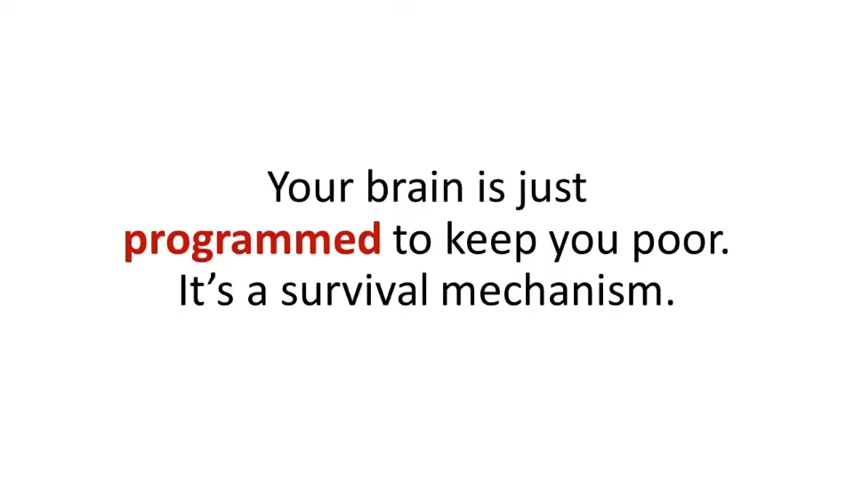 Your brain is just
programmed to keep you poor.
It’s a survival mechanism.